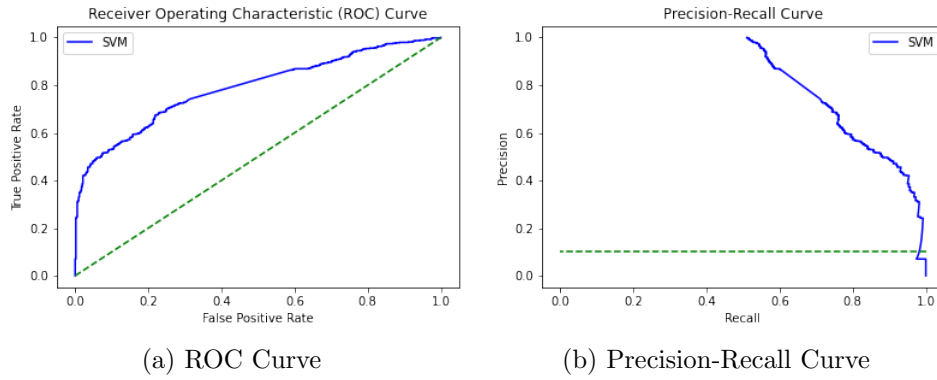 Receiver Operating Characteristic (ROC) Curve
SVM
1.0
0.8
0.6
0.4
0.2
0.0
True Positive Rate
0.0 0.2 0.4 0.6 0.8 1.0
False Positive Rate
(a) ROC Curve
Precision-Recall Curve
SVM
1.0
0.8
0.6
0.4
0.2
0.0
Precision
0.0 0.2 0.4 0.6 0.8 1.0
Recall
(b) Precision-Recall Curve